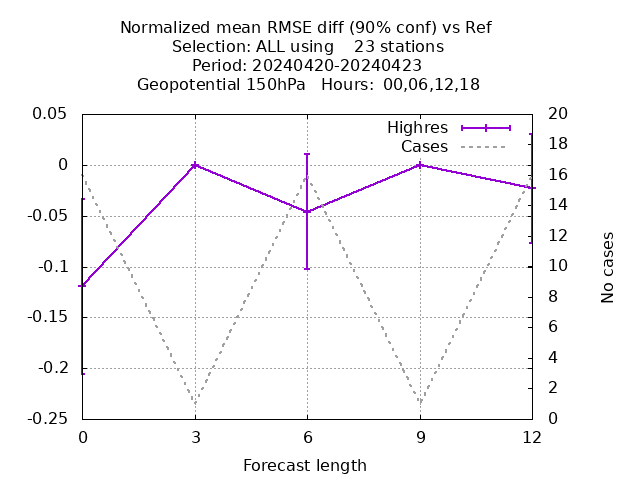 Normalized mean RMSE diff (90% conf) vs Ref
Selection: ALL using    23 stations
Period: 20240420-20240423
Geopotential 150hPa   Hours:  00,06,12,18
Highres
Cases
0.05
0
-0.05
-0.1
-0.15
-0.2
-0.25
20
18
16
14
12
10
8
6
4
2
0
No cases
0
3
6
9
12
Forecast length